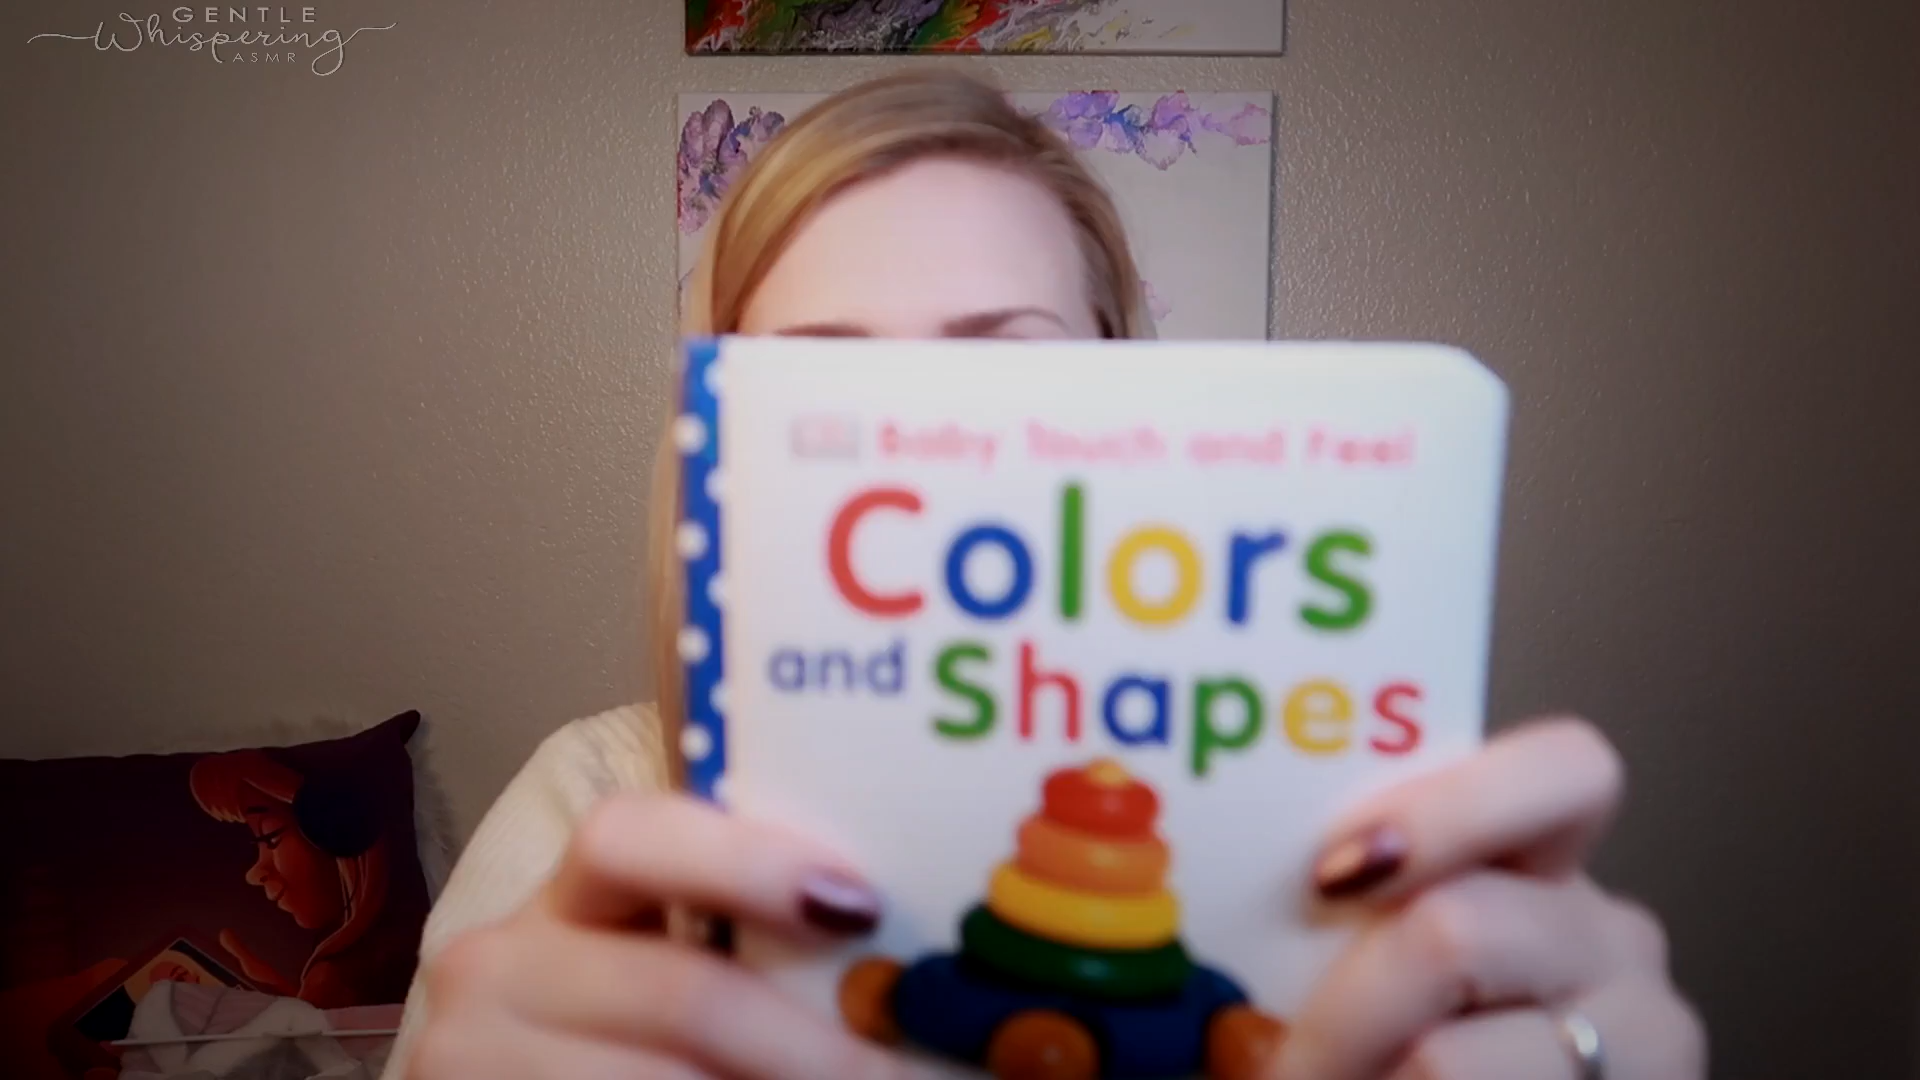 GENTLE
Whispering
ASMR
Baby Touch and Feel
Colors
and Shapes